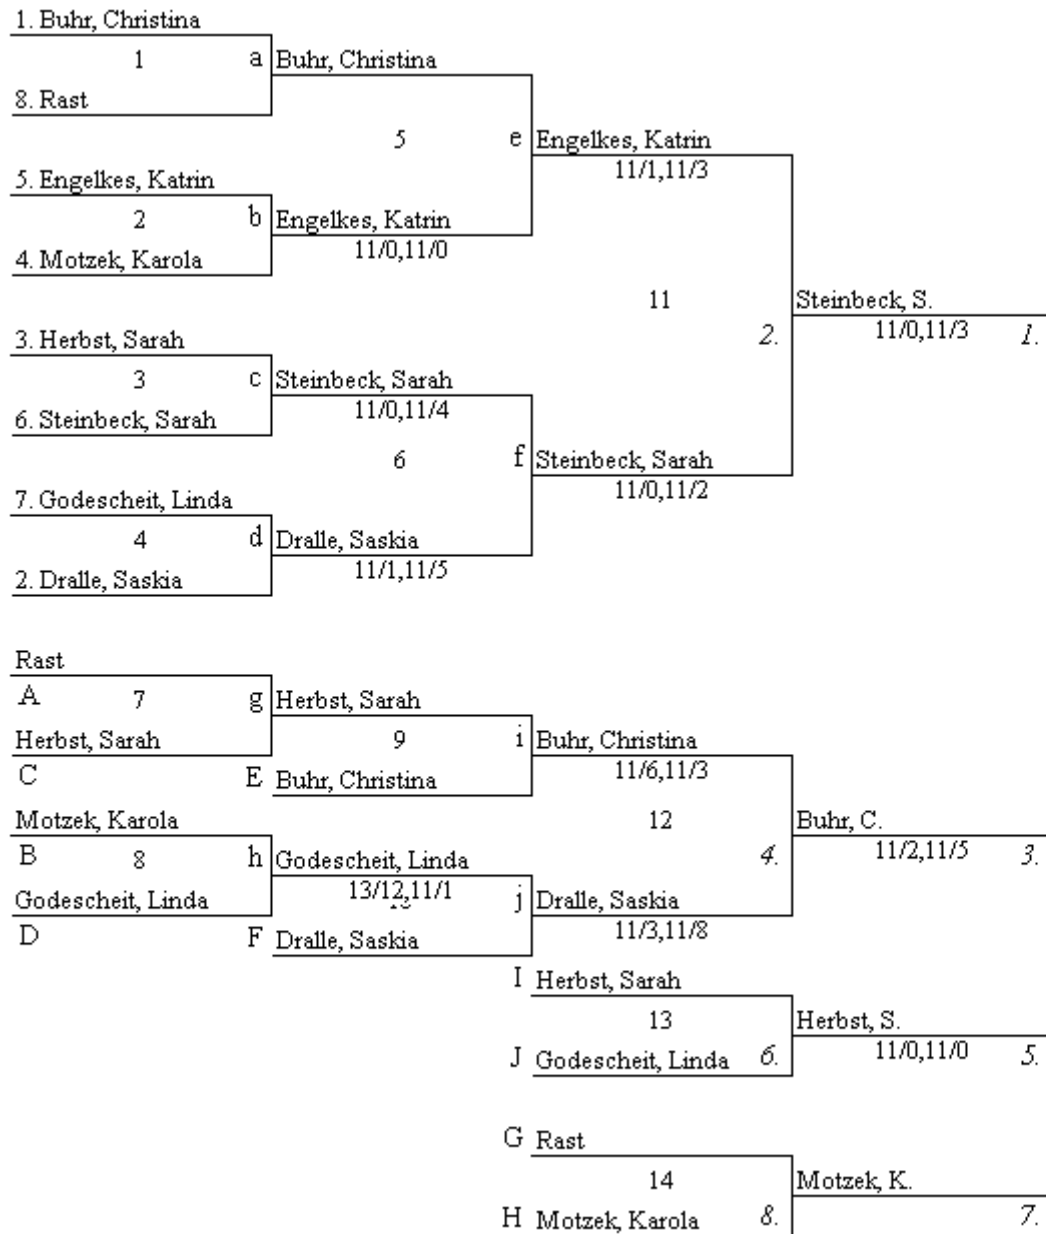 1. Buhr, Christina
1 a Buhr, Christina
8. Rast
5 e Engelkes, Katrin
11/1,11/3
5. Engelkes, Katrin
2 b Engelkes, Katrin
11/0,11/0
4. Motzek, Karola
11 Steinbeck, S.
2. 11/0,11/3 1.
3. Herbst, Sarah
3 c Steinbeck, Sarah
11/0,11/4
6. Steinbeck, Sarah
6 f Steinbeck, Sarah
11/0,11/2
7. Godescheit, Linda
4 d Dralle, Saskia
11/1,11/5
2. Dralle, Saskia
Rast
A 7 g Herbst, Sarah
Herbst, Sarah
9 i Buhr, Christina
11/6,11/3
C E Buhr, Christina
Motzek, Karola
12 Buhr, C.
B 8 h Godescheit, Linda
4. 11/2,11/5 3.
13/12,11/1
Godescheit, Linda
j Dralle, Saskia
11/3,11/8
D F Dralle, Saskia
I Herbst, Sarah
13 Herbst, S.
11/0,11/0 5.
J Godescheit, Linda 6.
G Rast
14 Motzek, K.
H Motzek, Karola 8. 7.